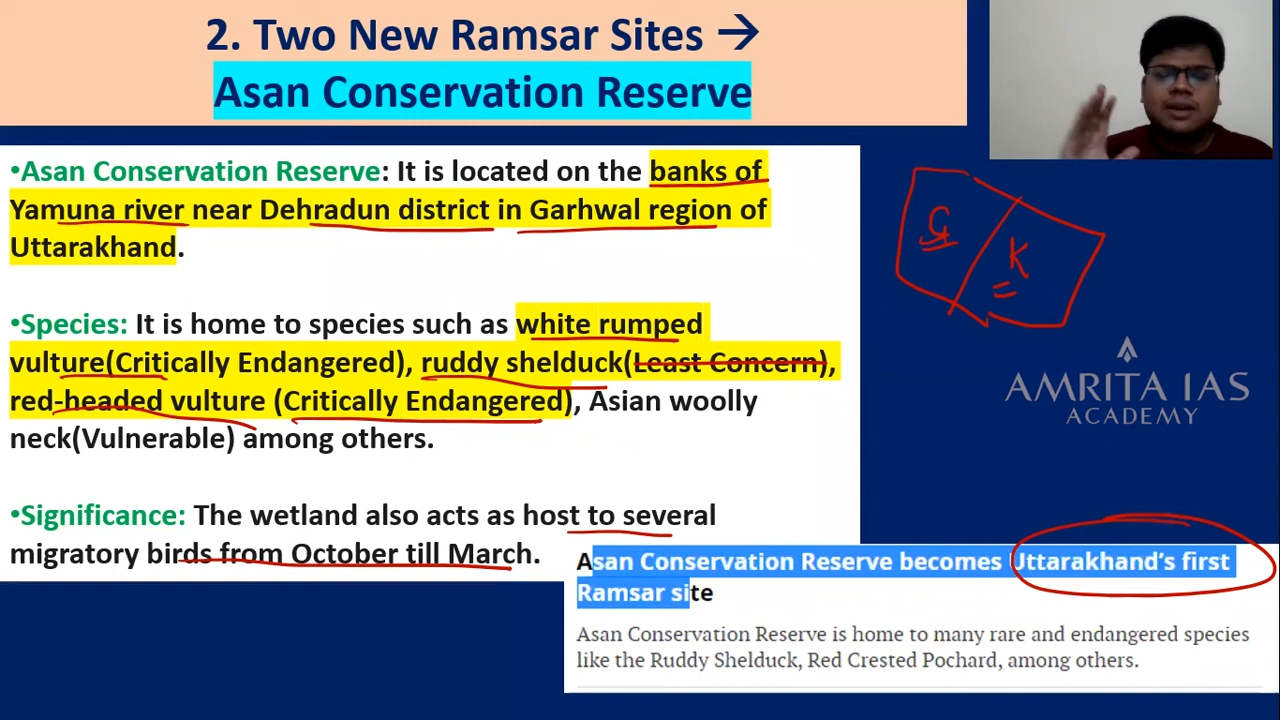 2. Two New Ramsar Sites →
Asan Conservation Reserve
•Asan Conservation Reserve: It is located on the banks of
Yamuna river near Dehradun district in Garhwal region of
Uttarakhand.
•Species: It is home to species such as white rumped
vulture(Critically Endangered), ruddy shelduck(Least Concern),
red-headed vulture (Critically Endangered), Asian woolly
neck(Vulnerable) among others.
•Significance: The wetland also acts as host to several
migratory birds from October till March.
G
K
AMRITA IAS
ACADEMY
Asan Conservation Reserve becomes Uttarakhand's first
Ramsar site
Asan Conservation Reserve is home to many rare and endangered species
like the Ruddy Shelduck, Red Crested Pochard, among others.